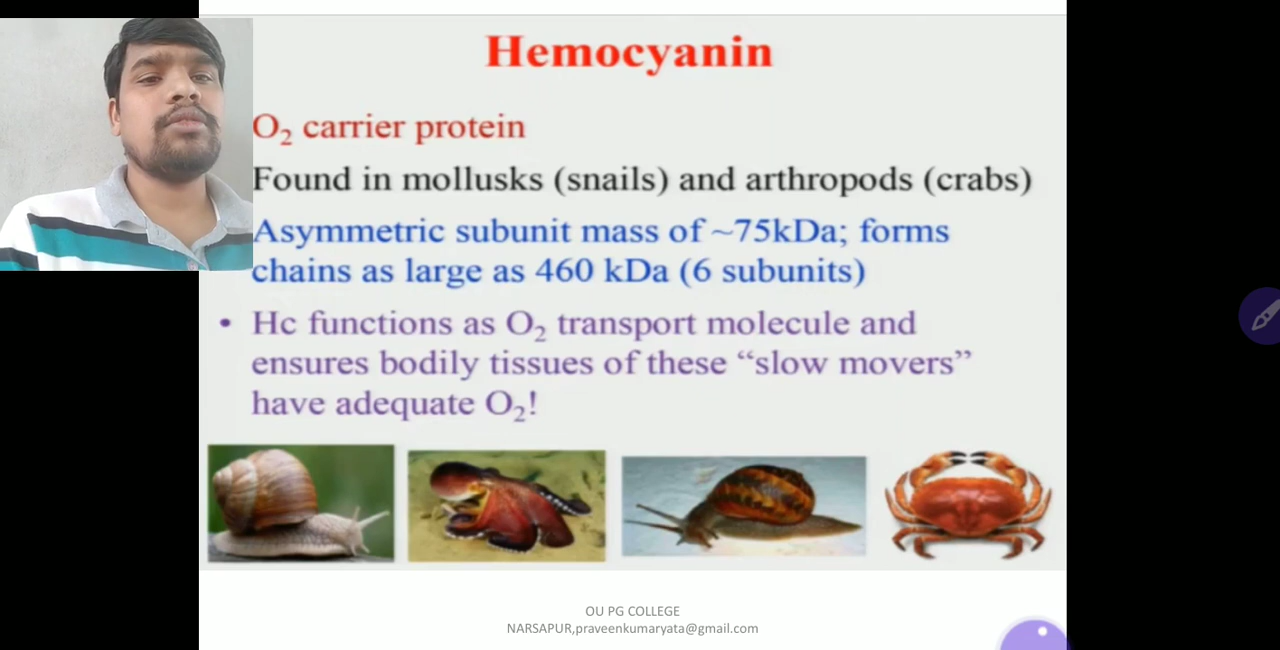 Hemocyanin
O₂ carrier protein
Found in mollusks (snails) and arthropods (crabs)
Asymmetric subunit mass of ~75kDa; forms
chains as large as 460 kDa (6 subunits)
• Hc functions as O₂ transport molecule and
ensures bodily tissues of these “slow movers”
have adequate O₂!
OU PG COLLEGE
NARSAPUR,praveenkumaryata@gmail.com